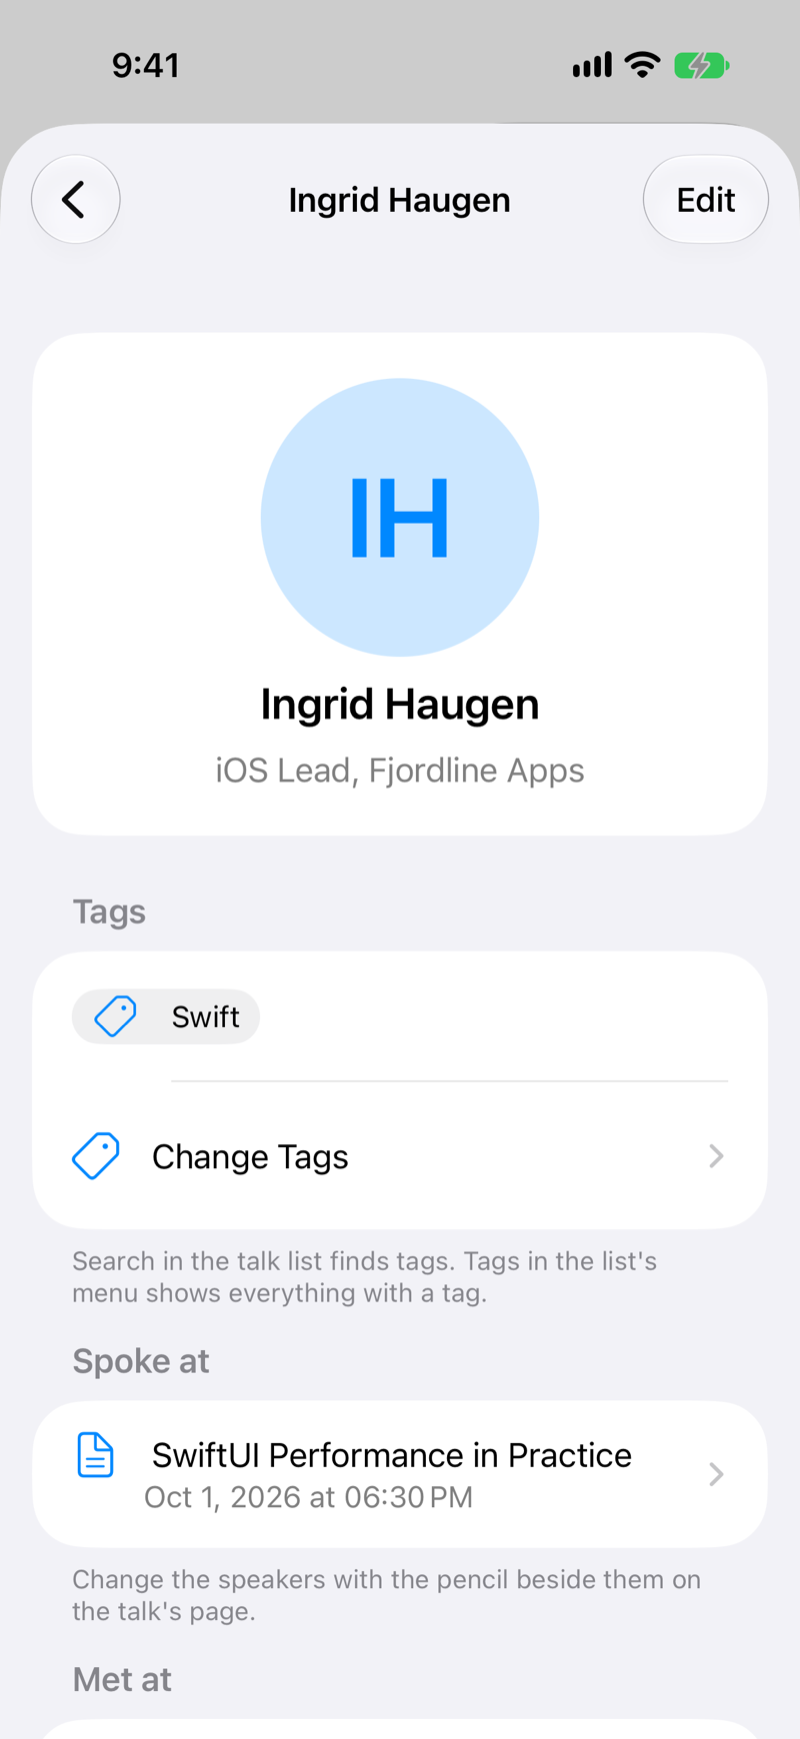 9:41
Ingrid Haugen
Edit
IH
Ingrid Haugen
iOS Lead, Fjordline Apps
Tags
Swift
Change Tags
Search in the talk list finds tags. Tags in the list's
menu shows everything with a tag.
Spoke at
SwiftUI Performance in Practice
Oct 1, 2026 at 06:30 PM
Change the speakers with the pencil beside them on
the talk's page.
Met at